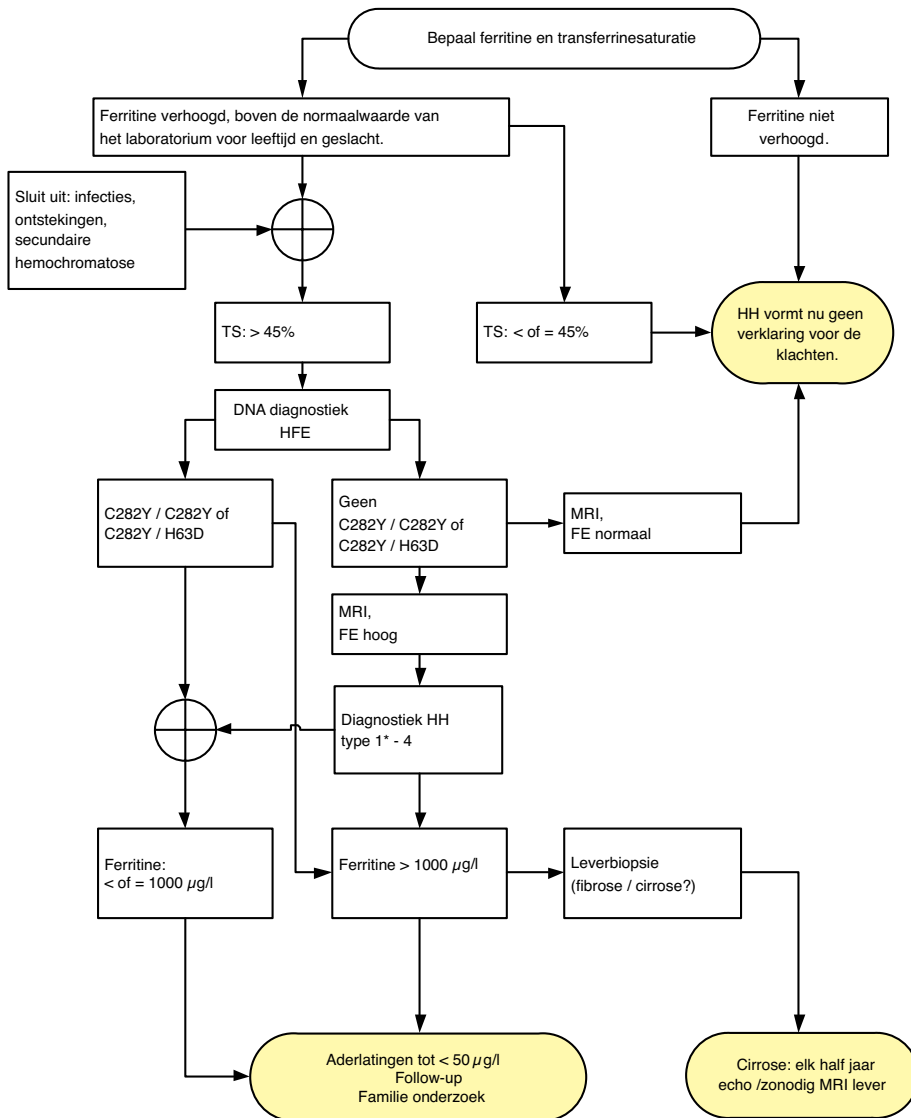 Bepaal ferritine en transferrinesaturatie
Ferritine verhoogd, boven de normaalwaarde van
het laboratorium voor leeftijd en geslacht.
Ferritine niet
verhoogd.
Sluit uit: infecties,
ontstekingen,
secundaire
hemochromatose
TS: > 45%
TS: < of = 45%
HH vormt nu geen
verklaring voor de
klachten.
DNA diagnostiek
HFE
C282Y / C282Y of
C282Y / H63D
Geen
C282Y / C282Y of
C282Y / H63D
MRI,
FE normaal
MRI,
FE hoog
Diagnostiek HH
type 1* - 4
Ferritine:
< of = 1000 µg/l
Ferritine > 1000 µg/l
Leverbiopsie
(fibrose / cirrose?)
Aderlatingen tot < 50 µg/l
Follow-up
Familie onderzoek
Cirrose: elk half jaar
echo /zonodig MRI lever